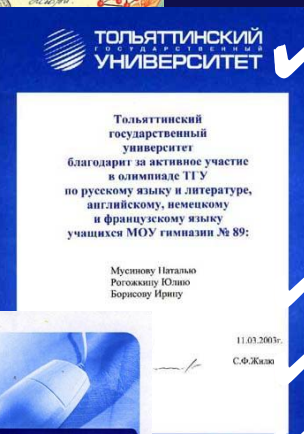 ТОЛЬЯТТИНСКИЙ
ГОСУДАРСТВЕННЫЙ
УНИВЕРСИТЕТ
Тольяттинский
государственный
университет
благодарит за активное участие
в олимпиаде ТГУ
по русскому языку и литературе,
английскому, немецкому
и французскому языку
учащихся МОУ гимназии № 89:
Мусинову Наталью
Рогожкину Юлию
Борисову Ирину
11.03.2003г.
С.Ф.Жилю